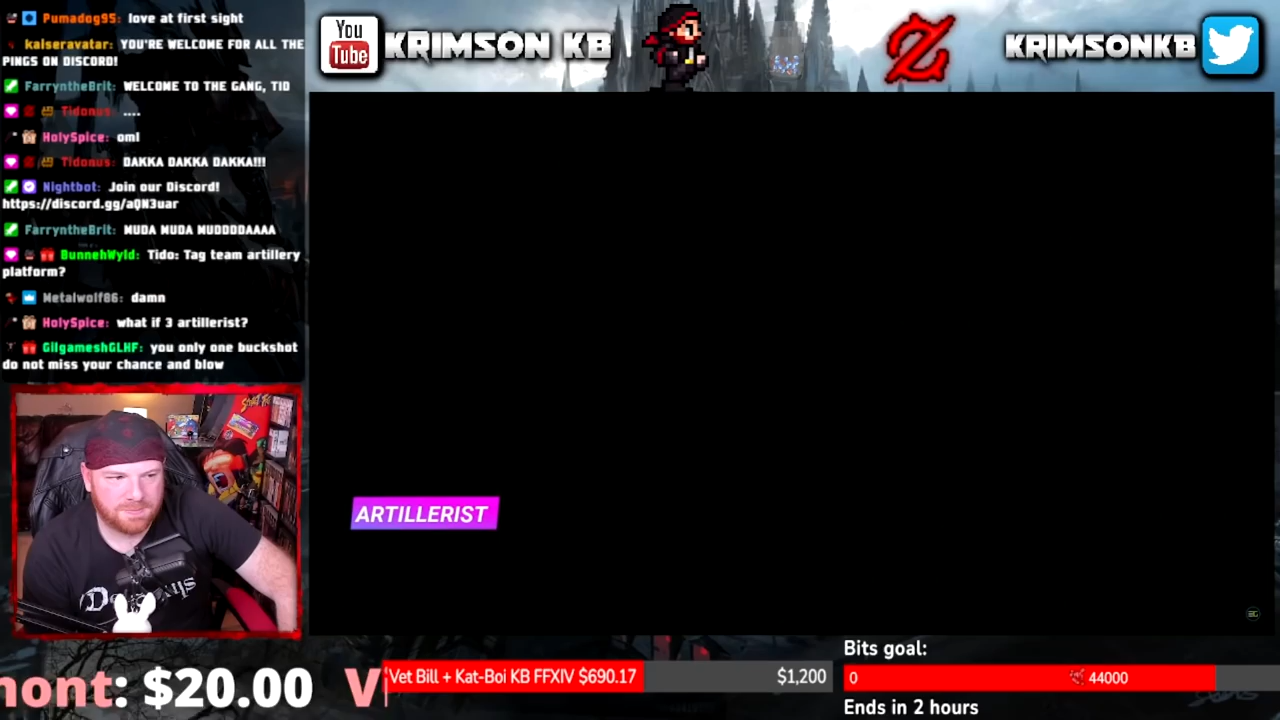 Pumadog95: love at first sight
kaiseravatar: YOU'RE WELCOME FOR ALL THE
PINGS ON DISCORD!
FarryntheBrit: WELCOME TO THE GANG, TID
Tidonus: ....
HolySpice: oml
Tidonus: DAKKA DAKKA DAKKA!!!
Nightbot: Join our Discord!
https://discord.gg/aQN3uar
FarryntheBrit: MUDA MUDA MUDDDDAAAA
BunnehWyld: Tido: Tag team artillery
platform?
Metalwolf86: damn
HolySpice: what if 3 artillerist?
GilgameshGLHF: you only one buckshot
do not miss your chance and blow
You
Tube
KRIMSON KB
Z
KRIMSONKB
ARTILLERIST
mont: $20.00 V
Vet Bill + Kat-Boi KB FFXIV $690.17
$1,200
Bits goal:
0
44000
Ends in 2 hours